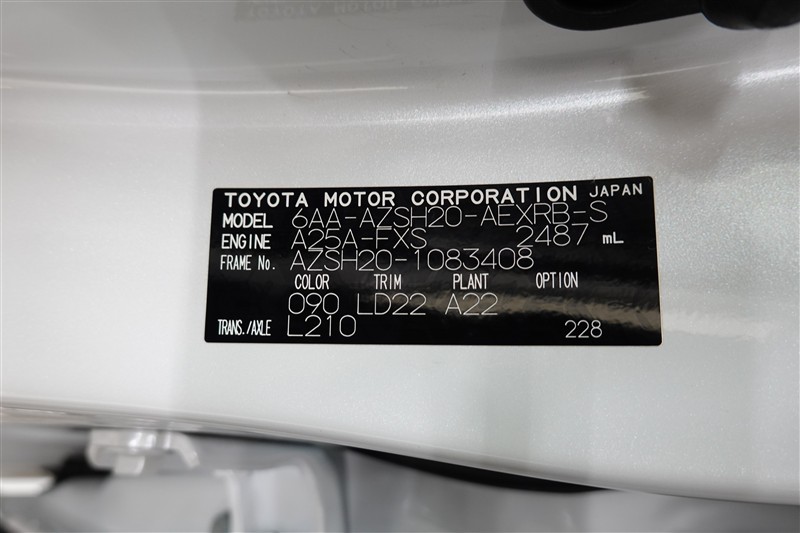 TOYOTA MOTOR CORPORATION JAPAN
MODEL 6AA-AZSH20-AEXRB-S
ENGINE A25A-FXS 2487 mL
FRAME No. AZSH20-1083408
COLOR TRIM PLANT OPTION
090 LD22 A22
TRANS./AXLE L210 228